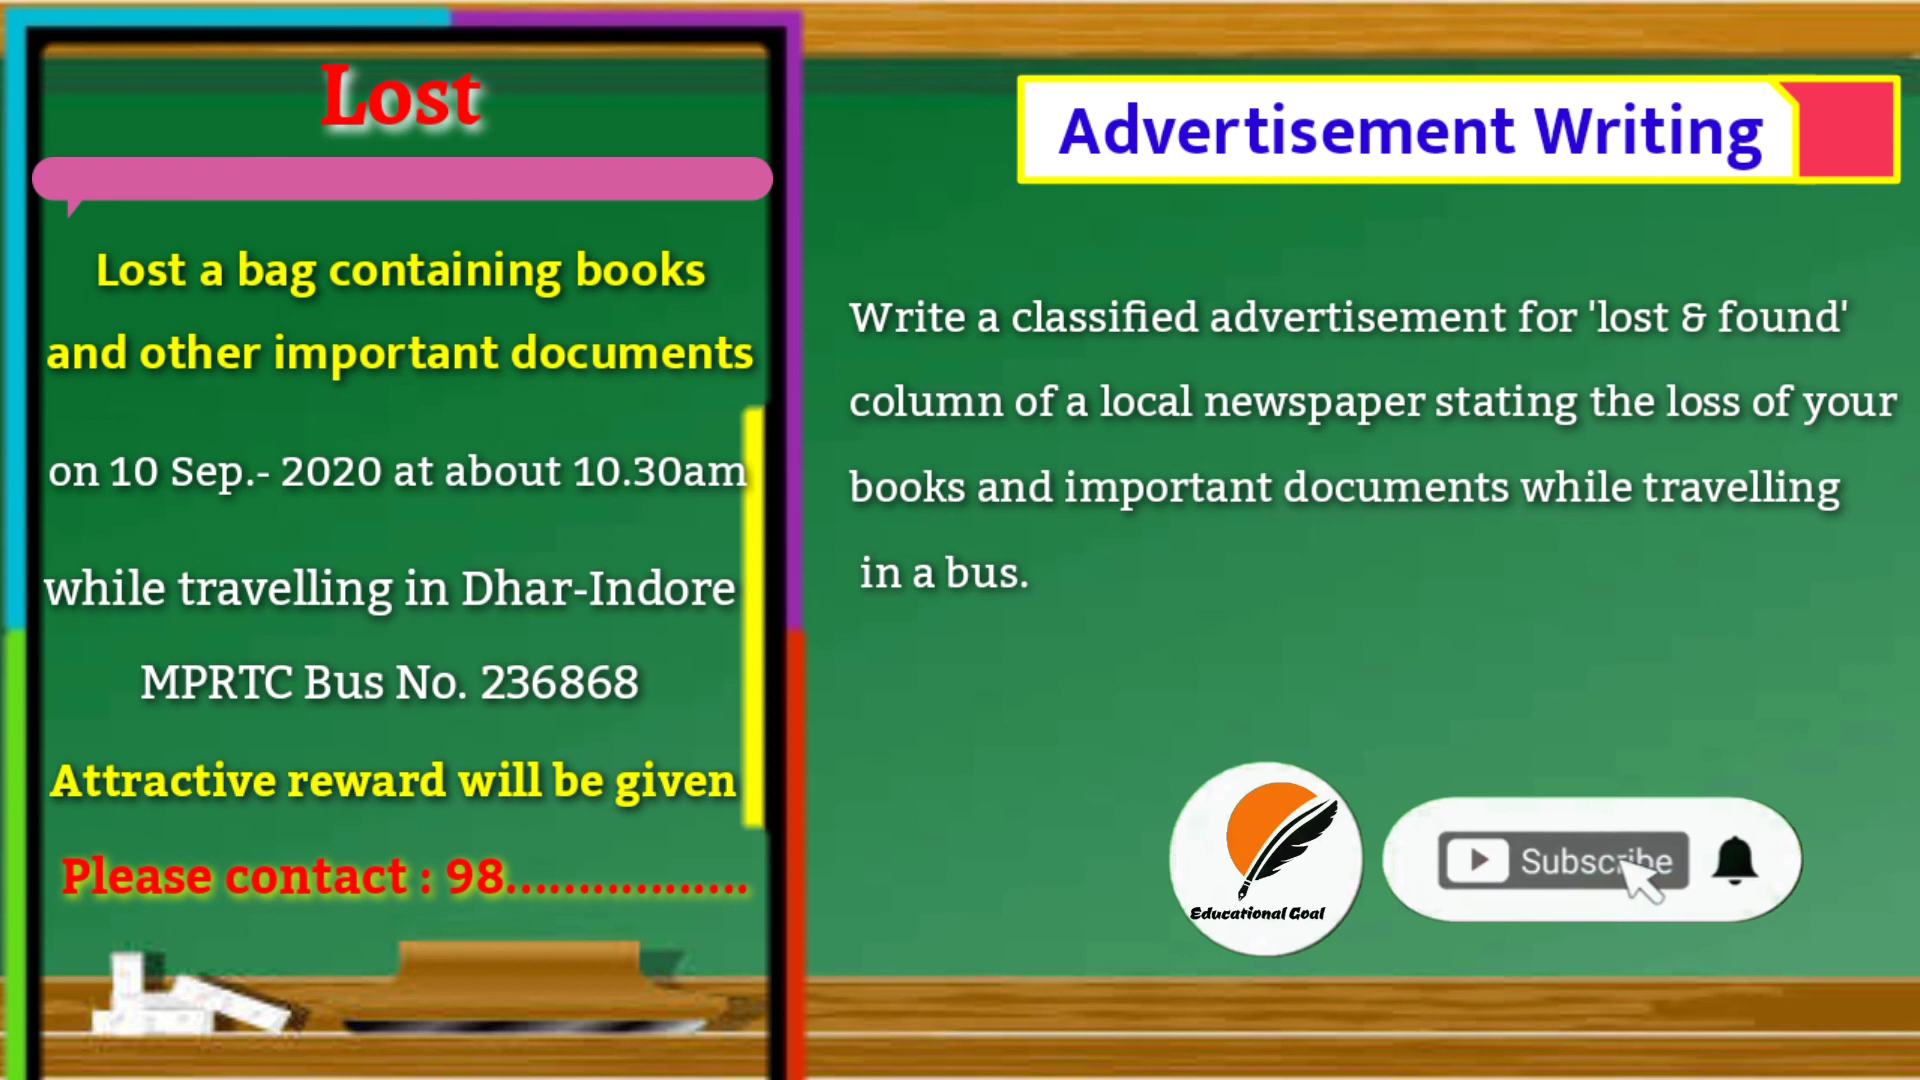 Lost
Lost a bag containing books
and other important documents
on 10 Sep.- 2020 at about 10.30am
while travelling in Dhar-Indore
MPRTC Bus No. 236868
Attractive reward will be given
Please contact : 98.................
Advertisement Writing
Write a classified advertisement for 'lost & found'
column of a local newspaper stating the loss of your
books and important documents while travelling
in a bus.
Educational Goal
Subscribe